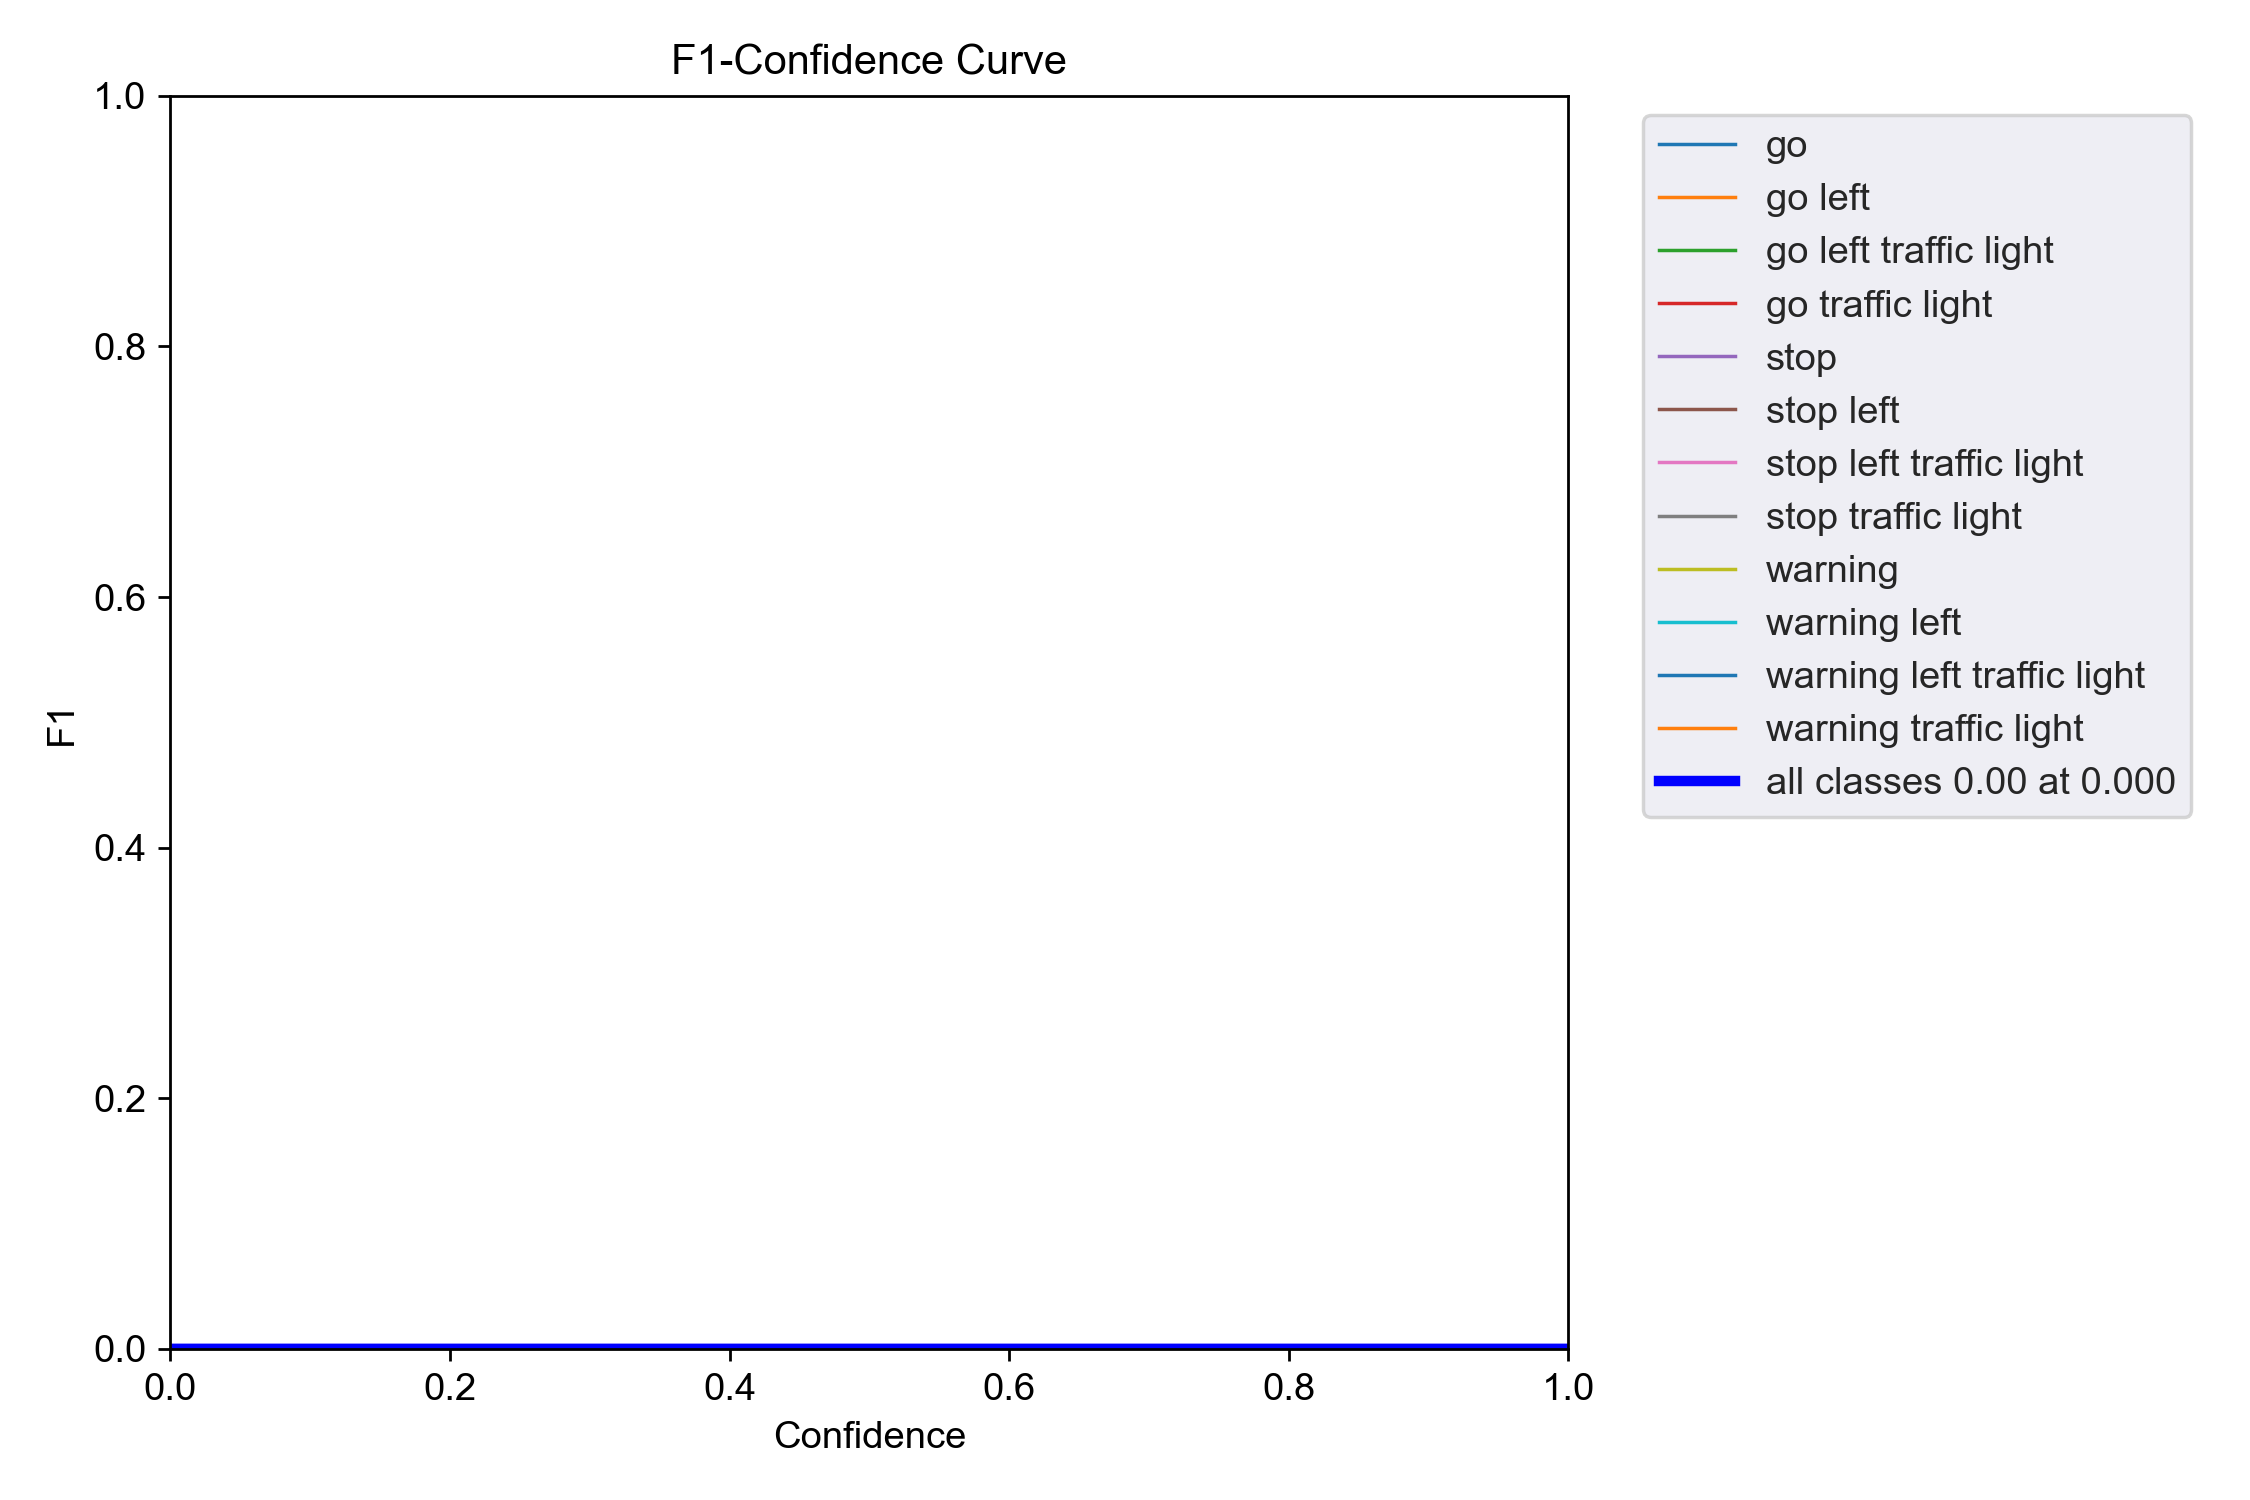 F1-Confidence Curve
1.0
0.8
0.6
0.4
0.2
0.0
F1
0.0 0.2 0.4 0.6 0.8 1.0
Confidence
go
go left
go left traffic light
go traffic light
stop
stop left
stop left traffic light
stop traffic light
warning
warning left
warning left traffic light
warning traffic light
all classes 0.00 at 0.000